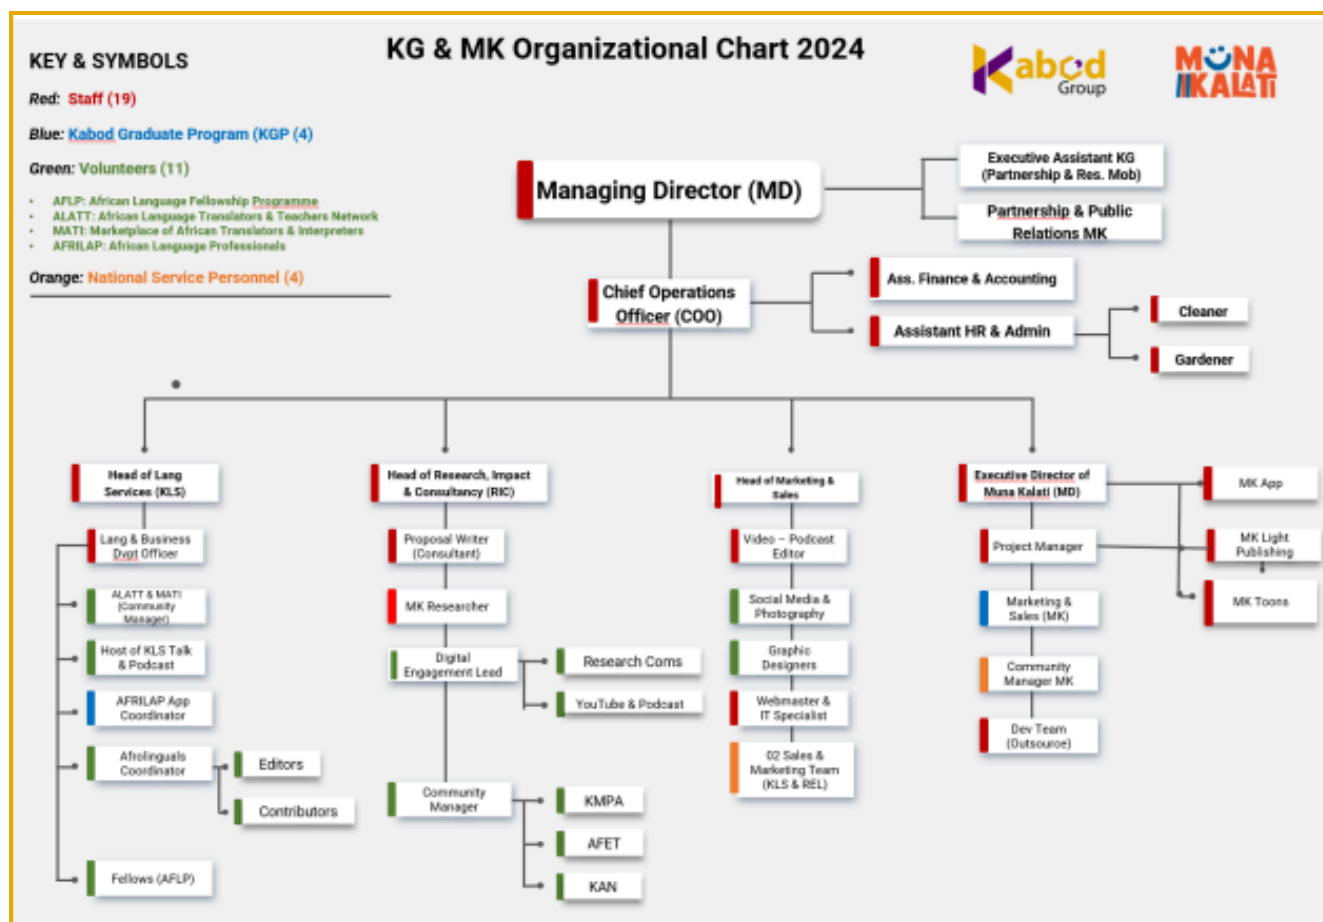 KG & MK Organizational Chart 2024
KEY & SYMBOLS
Red: Staff (19)
Blue: Kabod Graduate Program (KGP (4)
Green: Volunteers (11)
• AFLP: African Language Fellowship Programme
• ALATT: African Language Translators & Teachers Network
• MATI: Marketplace of African Translators & Interpreters
• AFRILAP: African Language Professionals
Orange: National Service Personnel (4)
Kabod
Group
MUNA
KALATI
Managing Director (MD)
Executive Assistant KG
(Partnership & Res. Mob)
Partnership & Public
Relations MK
Chief Operations
Officer (COO)
Ass. Finance & Accounting
Assistant HR & Admin
Cleaner
Gardener
Head of Lang
Services (KLS)
Lang & Business
Dvpt Officer
ALATT & MATI
(Community
Manager)
Host of KLS Talk
& Podcast
AFRILAP App
Coordinator
Afrolinguals
Coordinator
Editors
Contributors
Fellows (AFLP)
Head of Research, Impact
& Consultancy (RIC)
Proposal Writer
(Consultant)
MK Researcher
Digital
Engagement Lead
Research Coms
YouTube & Podcast
Community
Manager
KMPA
AFET
KAN
Head of Marketing &
Sales
Video – Podcast
Editor
Social Media &
Photography
Graphic
Designers
Webmaster &
IT Specialist
02 Sales &
Marketing Team
(KLS & REL)
Executive Director of
Muna Kalati (MD)
Project Manager
Marketing &
Sales (MK)
Community
Manager MK
Dev Team
(Outsource)
MK App
MK Light
Publishing
MK Toons